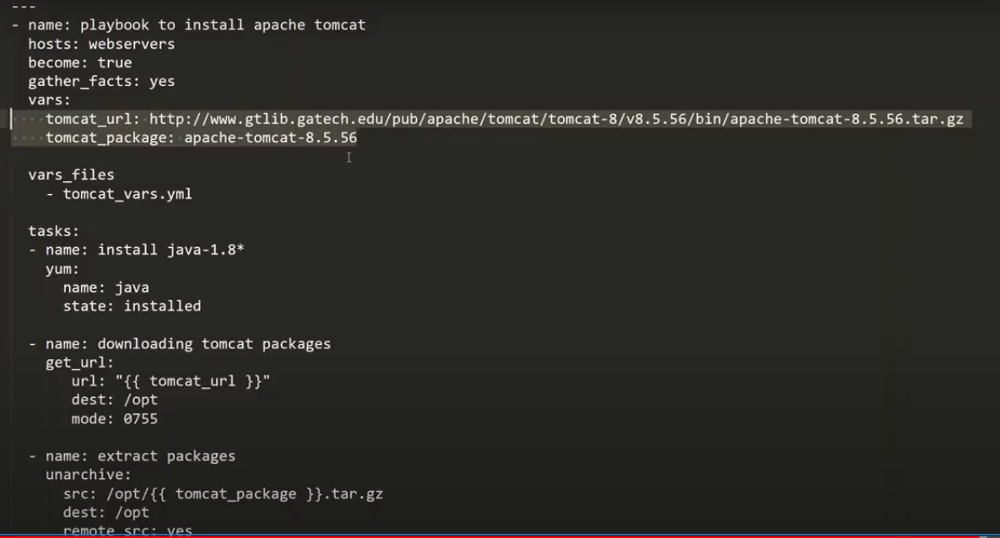 ---
- name: playbook to install apache tomcat
  hosts: webservers
  become: true
  gather_facts: yes
  vars:
    tomcat_url: http://www.gtlib.gatech.edu/pub/apache/tomcat/tomcat-8/v8.5.56/bin/apache-tomcat-8.5.56.tar.gz
    tomcat_package: apache-tomcat-8.5.56
  vars_files
    - tomcat_vars.yml
  tasks:
  - name: install java-1.8*
    yum:
      name: java
      state: installed
  - name: downloading tomcat packages
    get_url:
       url: "{{ tomcat_url }}"
       dest: /opt
       mode: 0755
  - name: extract packages
    unarchive:
      src: /opt/{{ tomcat_package }}.tar.gz
      dest: /opt
      remote_src: yes